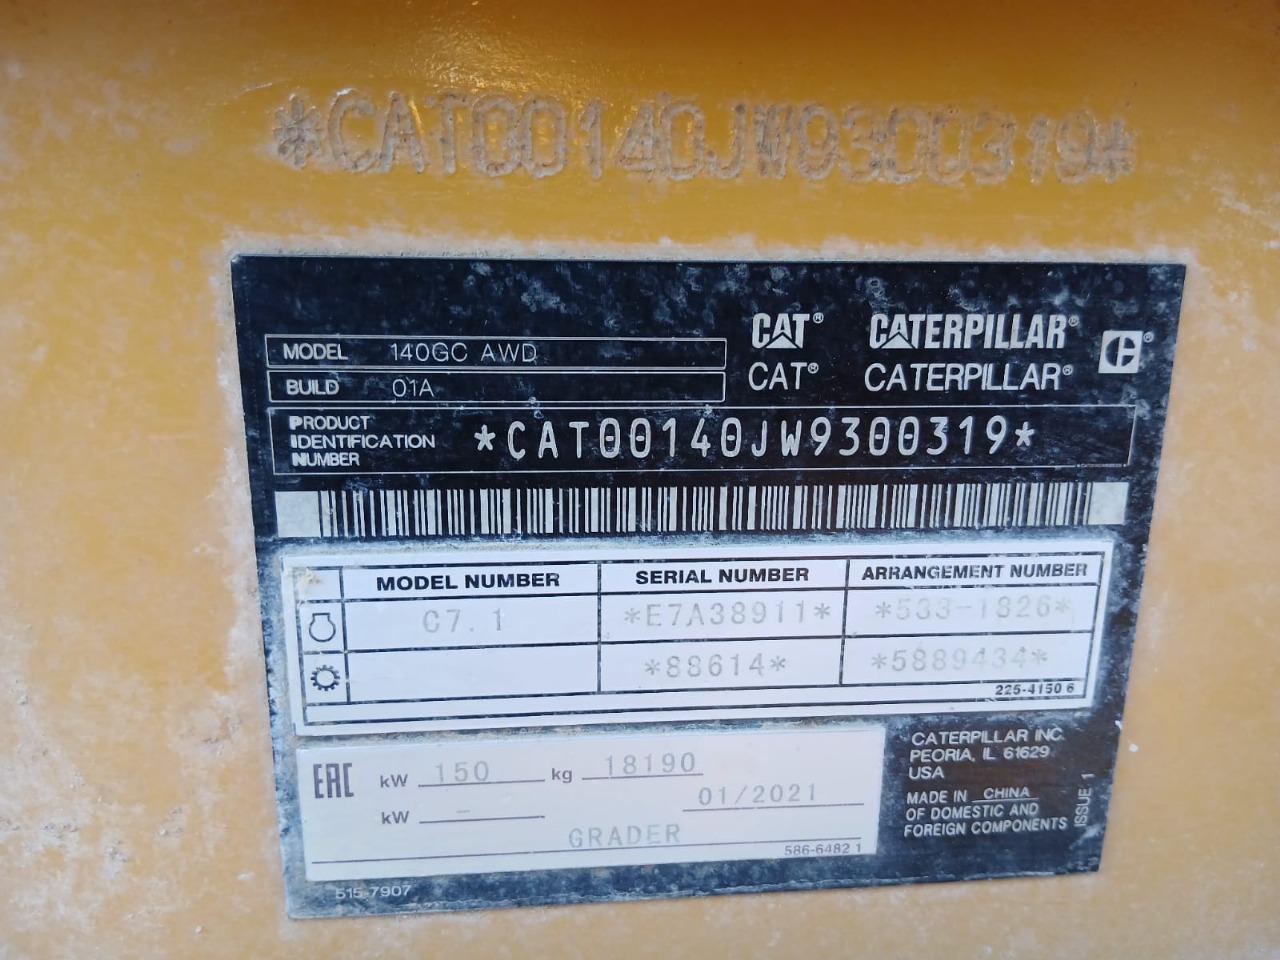 *CAT00140JW9300319*
CAT® CATERPILLAR®
MODEL 140GC AWD
CAT® CATERPILLAR®
BUILD 01A
PRODUCT IDENTIFICATION NUMBER *CAT00140JW9300319*
MODEL NUMBER SERIAL NUMBER ARRANGEMENT NUMBER
C7.1 *E7A38911* *533-1826*
*88614* *5889434*
225-4150 6
EAC kW 150 kg 18190
01/2021
kW -
GRADER
586-6482 1
CATERPILLAR INC.
PEORIA, IL 61629
USA
MADE IN CHINA
OF DOMESTIC AND
FOREIGN COMPONENTS
ISSUE 1
515-7907